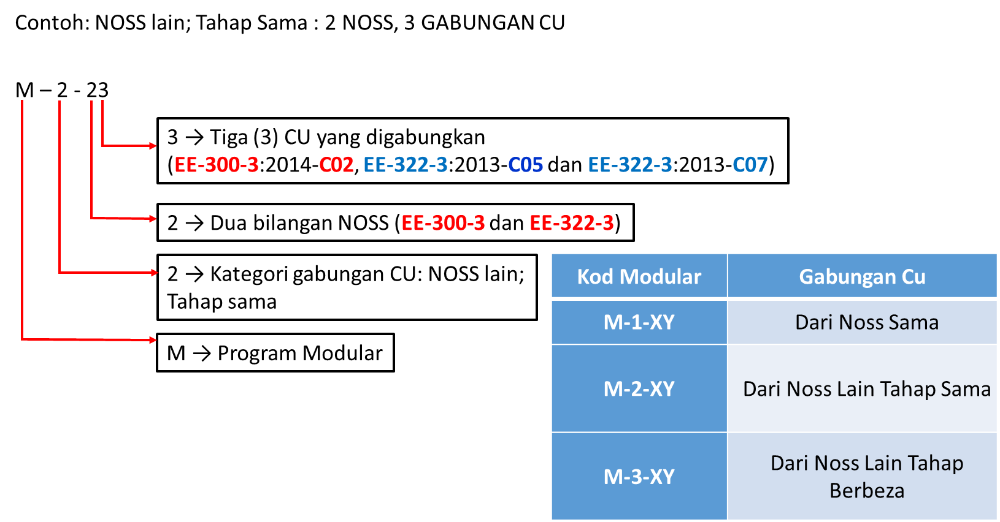 Contoh: NOSS lain; Tahap Sama : 2 NOSS, 3 GABUNGAN CU
M – 2 - 23
3 → Tiga (3) CU yang digabungkan
(EE-300-3:2014-C02, EE-322-3:2013-C05 dan EE-322-3:2013-C07)
2 → Dua bilangan NOSS (EE-300-3 dan EE-322-3)
2 → Kategori gabungan CU: NOSS lain;
Tahap sama
M → Program Modular
Kod Modular
Gabungan Cu
M-1-XY
Dari Noss Sama
M-2-XY
Dari Noss Lain Tahap Sama
M-3-XY
Dari Noss Lain Tahap
Berbeza